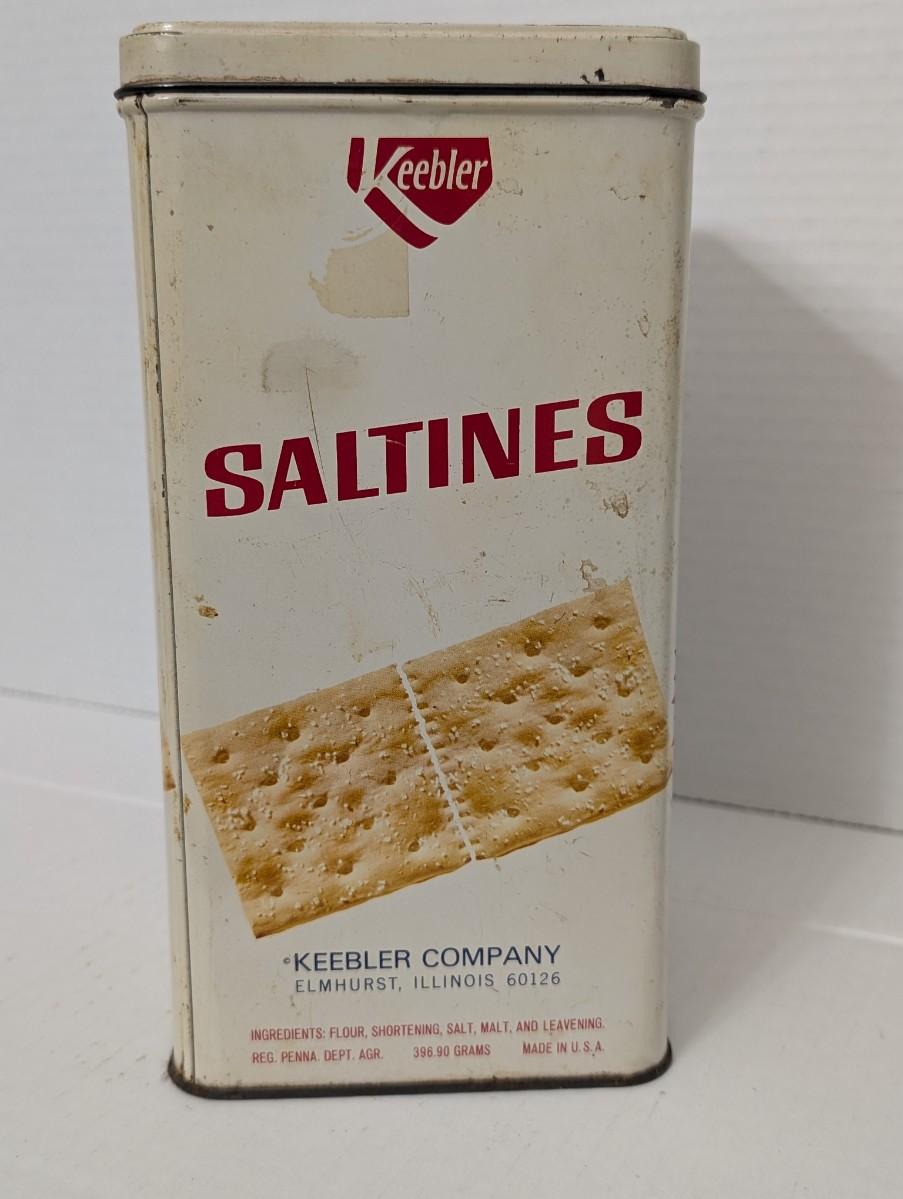 Keebler
SALTINES
©KEEBLER COMPANY
ELMHURST, ILLINOIS 60126
INGREDIENTS: FLOUR, SHORTENING, SALT, MALT, AND LEAVENING.
REG. PENNA. DEPT. AGR. 396.90 GRAMS MADE IN U.S.A.